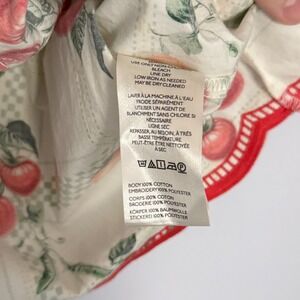 USE ONLY NON-CHLORINE
BLEACH
LINE DRY
LOW IRON AS NEEDED
MAY BE DRY CLEANED
LAVER À LA MACHINE À L'EAU
FROIDE SÉPARÉMENT
UTILISER UN AGENT DE
BLANCHIMENT SANS CHLORE SI
NÉCESSAIRE
LIGNE SÈC
REPASSER, AU BESOIN, À TRÈS
BASSE TEMPÉRATURE
PEUT-ÊTRE ÊTRE NETTOYÉE
À SEC
BODY:100% COTTON
EMBROIDERY:100% POLYESTER
CORPS:100% COTON
BRODERIE 100% POLYESTER
KÖRPER:100% BAUMWOLLE
STICKEREI 100% POLYESTER